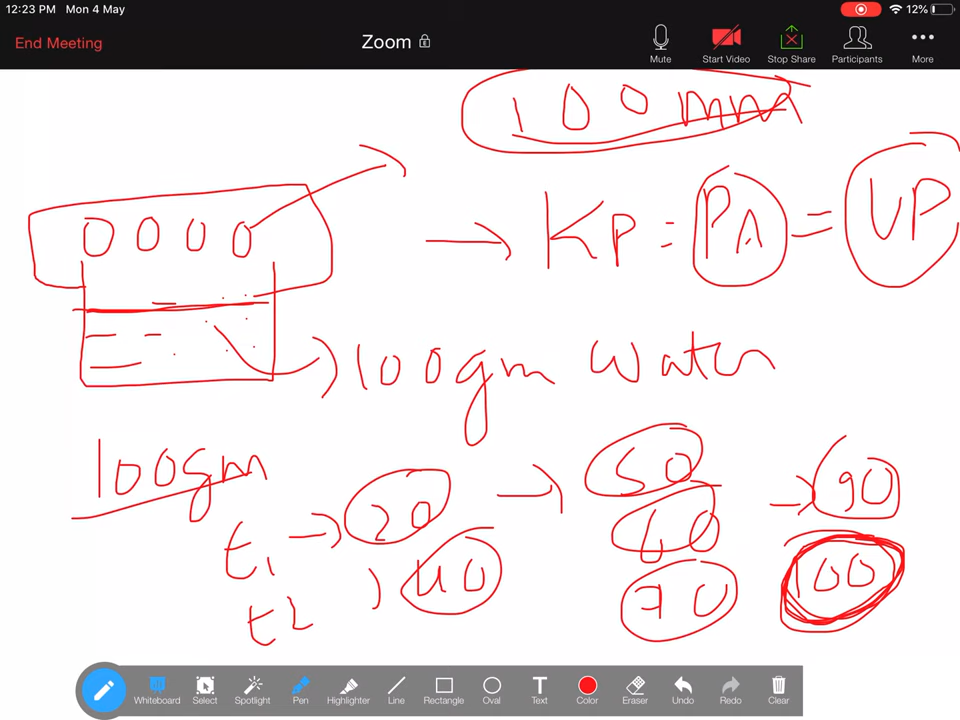 12:23 PM Mon 4 May
12%
End Meeting
Zoom
Mute
Start Video
Stop Share
Participants
More
100mm
0000
→ KP = PA = VP
100gm Water
100gm
t1 → 20 → 50 → 90
60
t2 40 70 100
Whiteboard
Select
Spotlight
Pen
Highlighter
Line
Rectangle
Oval
Text
Color
Eraser
Undo
Redo
Clear